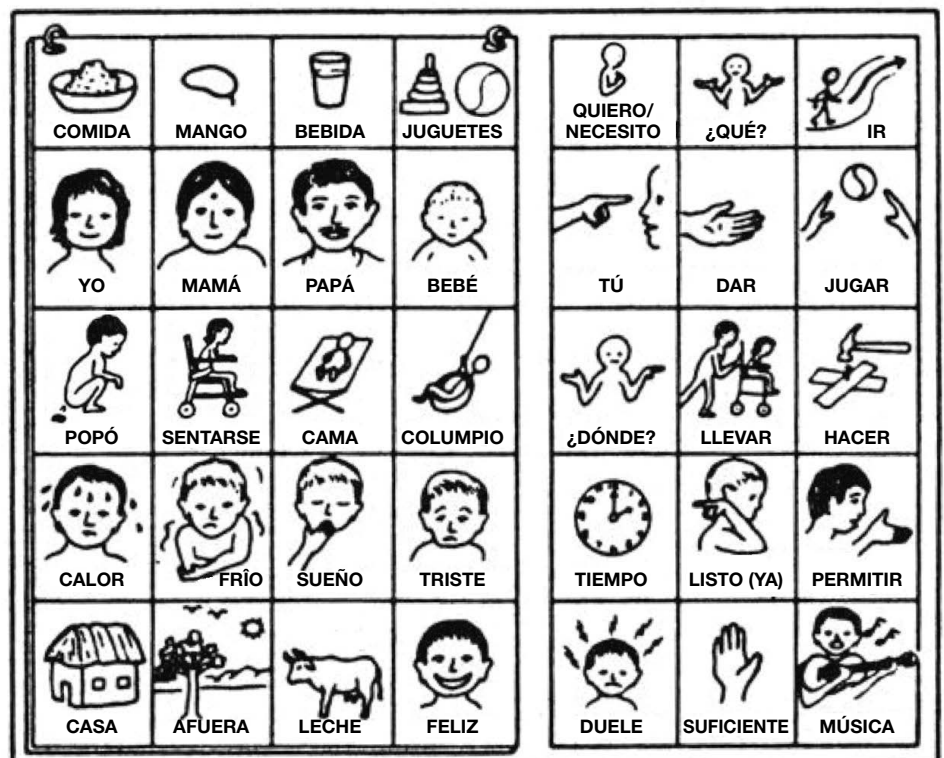 COMIDA MANGO BEBIDA JUGUETES
YO MAMÁ PAPÁ BEBÉ
POPÓ SENTARSE CAMA COLUMPIO
CALOR FRÎO SUEÑO TRISTE
CASA AFUERA LECHE FELIZ
QUIERO/
NECESITO ¿QUÉ? IR
TÚ DAR JUGAR
¿DÓNDE? LLEVAR HACER
TIEMPO LISTO (YA) PERMITIR
DUELE SUFICIENTE MÚSICA